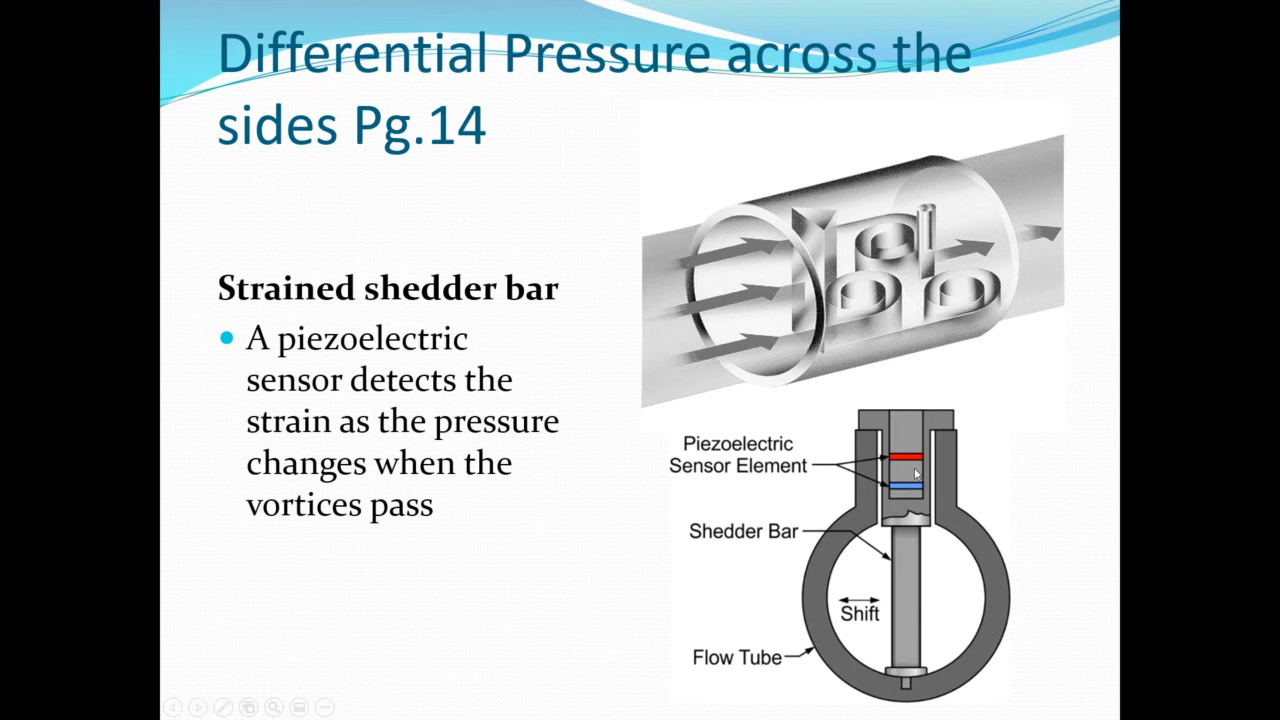 Differential Pressure across the
sides Pg.14
Strained shedder bar
A piezoelectric
sensor detects the
strain as the pressure
changes when the
vortices pass
Piezoelectric
Sensor Element
Shedder Bar
Shift
Flow Tube